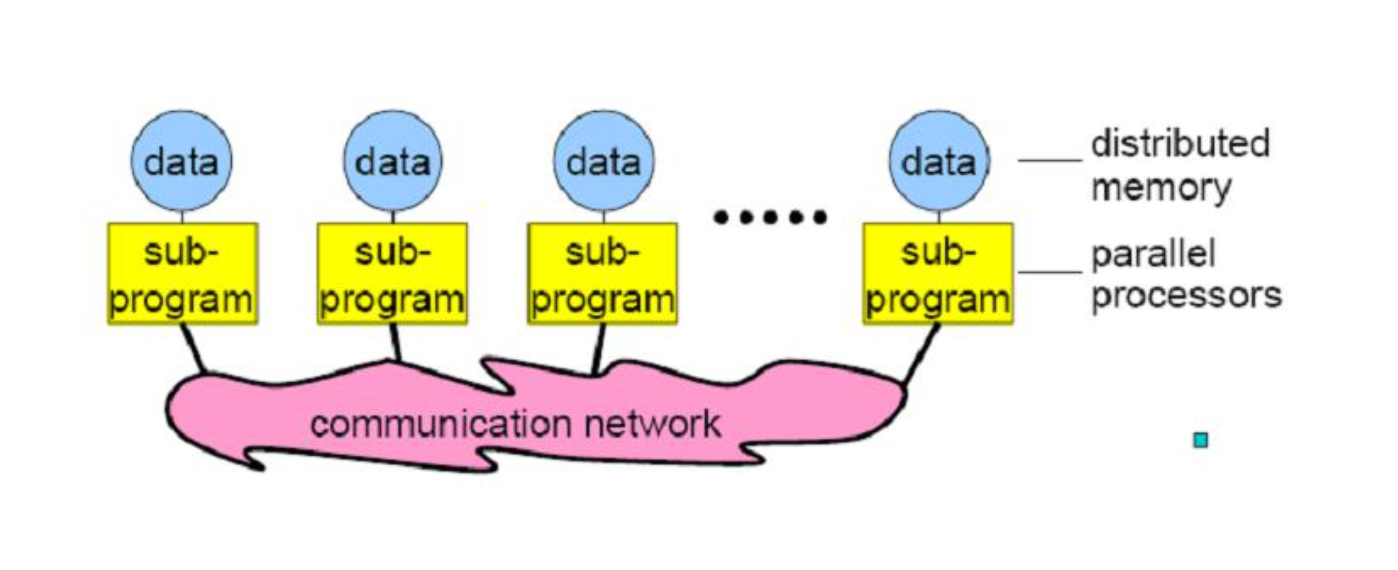 data
data
data
data
distributed
memory
sub-
program
sub-
program
sub-
program
sub-
program
parallel
processors
communication network